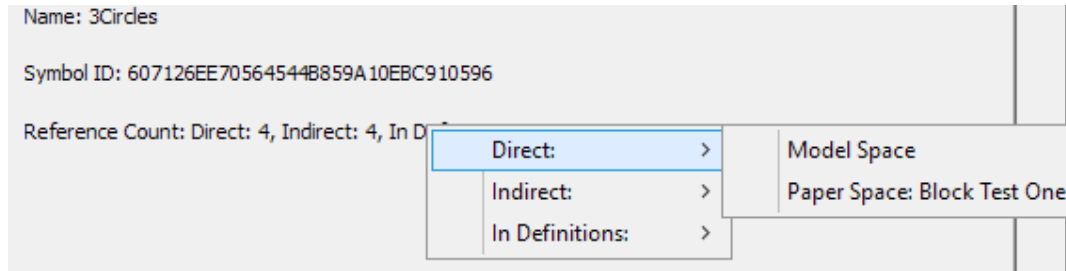 Name: 3Circles
Symbol ID: 607126EE70564544B859A10EBC910596
Reference Count: Direct: 4, Indirect: 4, In
Direct: >
Indirect: >
In Definitions: >
Model Space
Paper Space: Block Test One